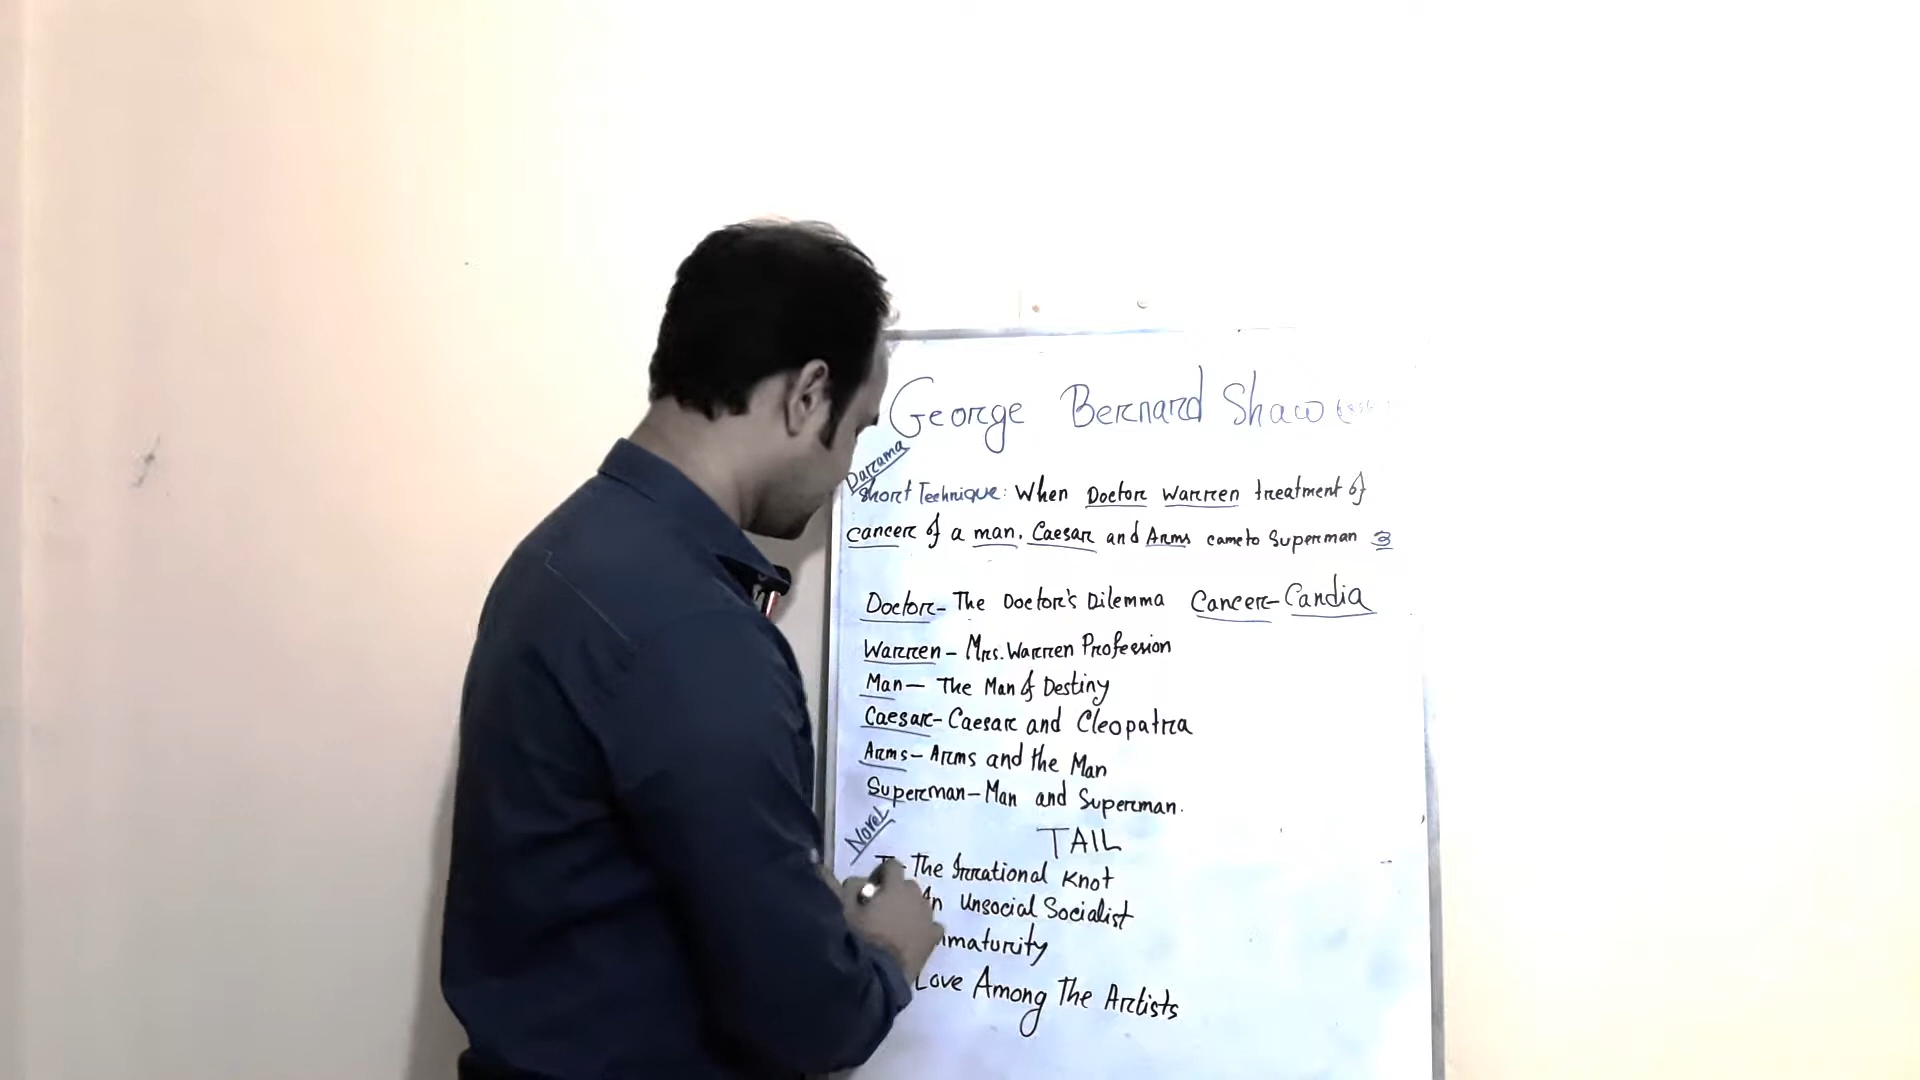 George Bernard Shaw
Darama
Short Technique: When Doctor Warren treatment of
cancer of a man. Caesar and Arms came to Superman
Doctor- The Doctor's Dilemma Cancer- Candia
Warren - Mrs. Warren Profession
Man - The Man of Destiny
Caesar- Caesar and Cleopatra
Arms- Arms and the Man
Superman- Man and Superman.
Novel
TAIL
The Irrational Knot
An Unsocial Socialist
maturity
Love Among The Artists